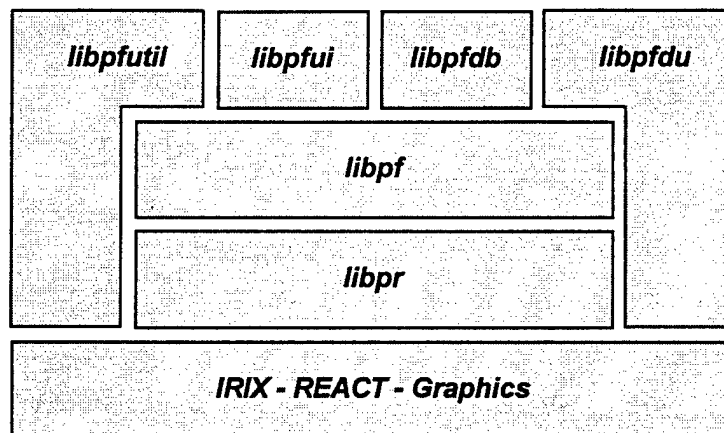 libpfutil libpfui libpfdb libpfdu
libpf
libpr
IRIX - REACT - Graphics